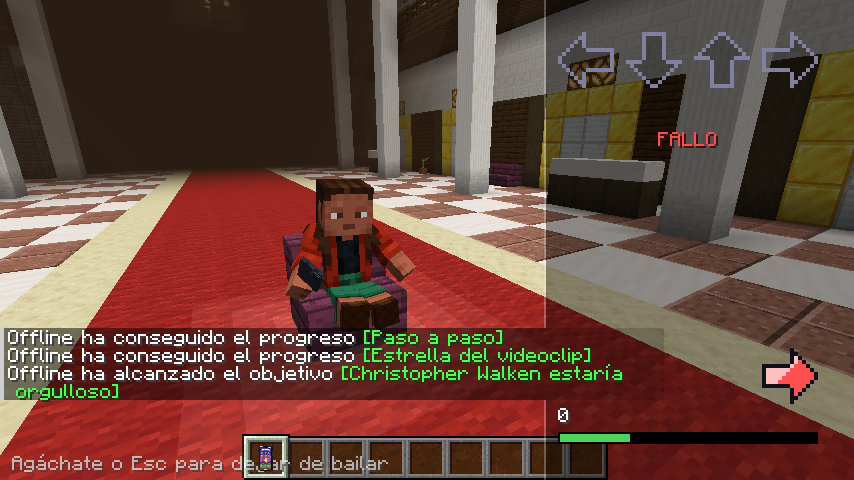 FALLO
Offline ha conseguido el progreso [Paso a paso]
Offline ha conseguido el progreso [Estrella del videoclip]
Offline ha alcanzado el objetivo [Christopher Walken estaría
orgulloso]
0
Agáchate o Esc para dejar de bailar